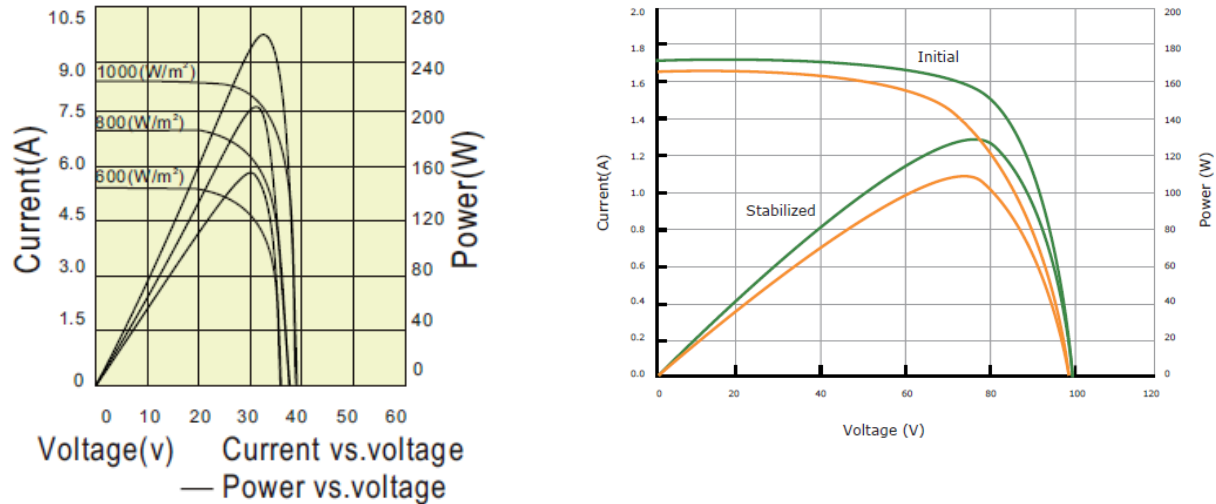 10.5
9.0
7.5
6.0
4.5
3.0
1.5
0
Current(A)
1000(W/m²)
800(W/m²)
600(W/m²)
280
240
200
160
120
80
40
0
Power(W)
0 10 20 30 40 50 60
Voltage(v) Current vs.voltage
— Power vs.voltage
2.0
1.8
1.6
1.4
1.2
1.0
0.8
0.6
0.4
0.2
0.0
Current(A)
Initial
Stabilized
200
180
160
140
120
100
80
60
40
20
0
Power (W)
0 20 40 60 80 100 120
Voltage (V)